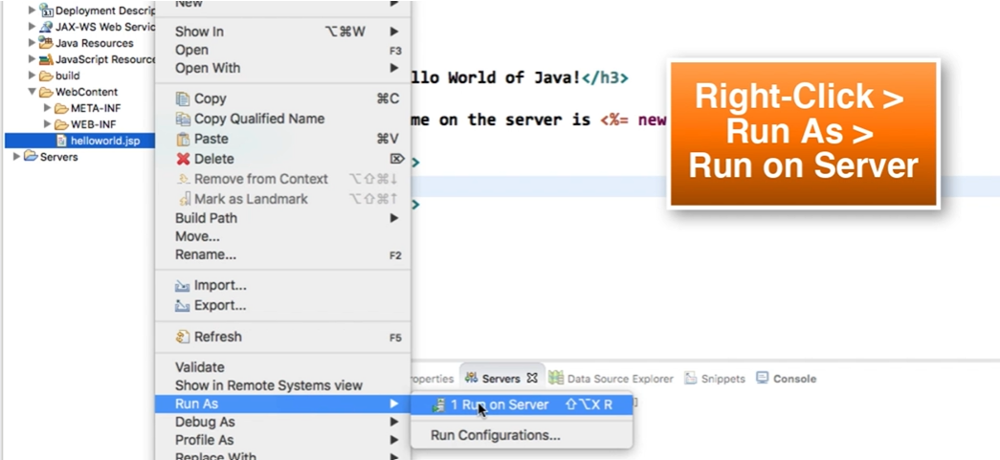 New
Deployment Descrip
JAX-WS Web Servic
Java Resources
JavaScript Resource
build
WebContent
META-INF
WEB-INF
helloworld.jsp
Servers
Show In ⌥⌘W
Open F3
Open With
Copy ⌘C
Copy Qualified Name
Paste ⌘V
Delete ⌦
Remove from Context ⌥⇧⌘↓
Mark as Landmark ⌥⇧⌘↑
Build Path
Move...
Rename... F2
Import...
Export...
Refresh F5
Validate
Show in Remote Systems view
Run As
Debug As
Profile As
Replace With
llo World of Java!</h3>
me on the server is <%= new
>
>
Right-Click >
Run As >
Run on Server
operties Servers Data Source Explorer Snippets Console
1 Run on Server ⇧⌥X R
Run Configurations...